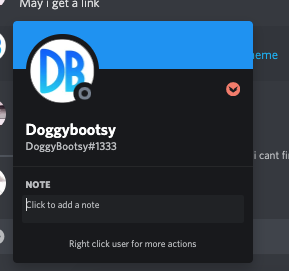 May i get a link
eme
DB
Doggybootsy
DoggyBootsy#1333
i cant fi
NOTE
Click to add a note
Right click user for more actions